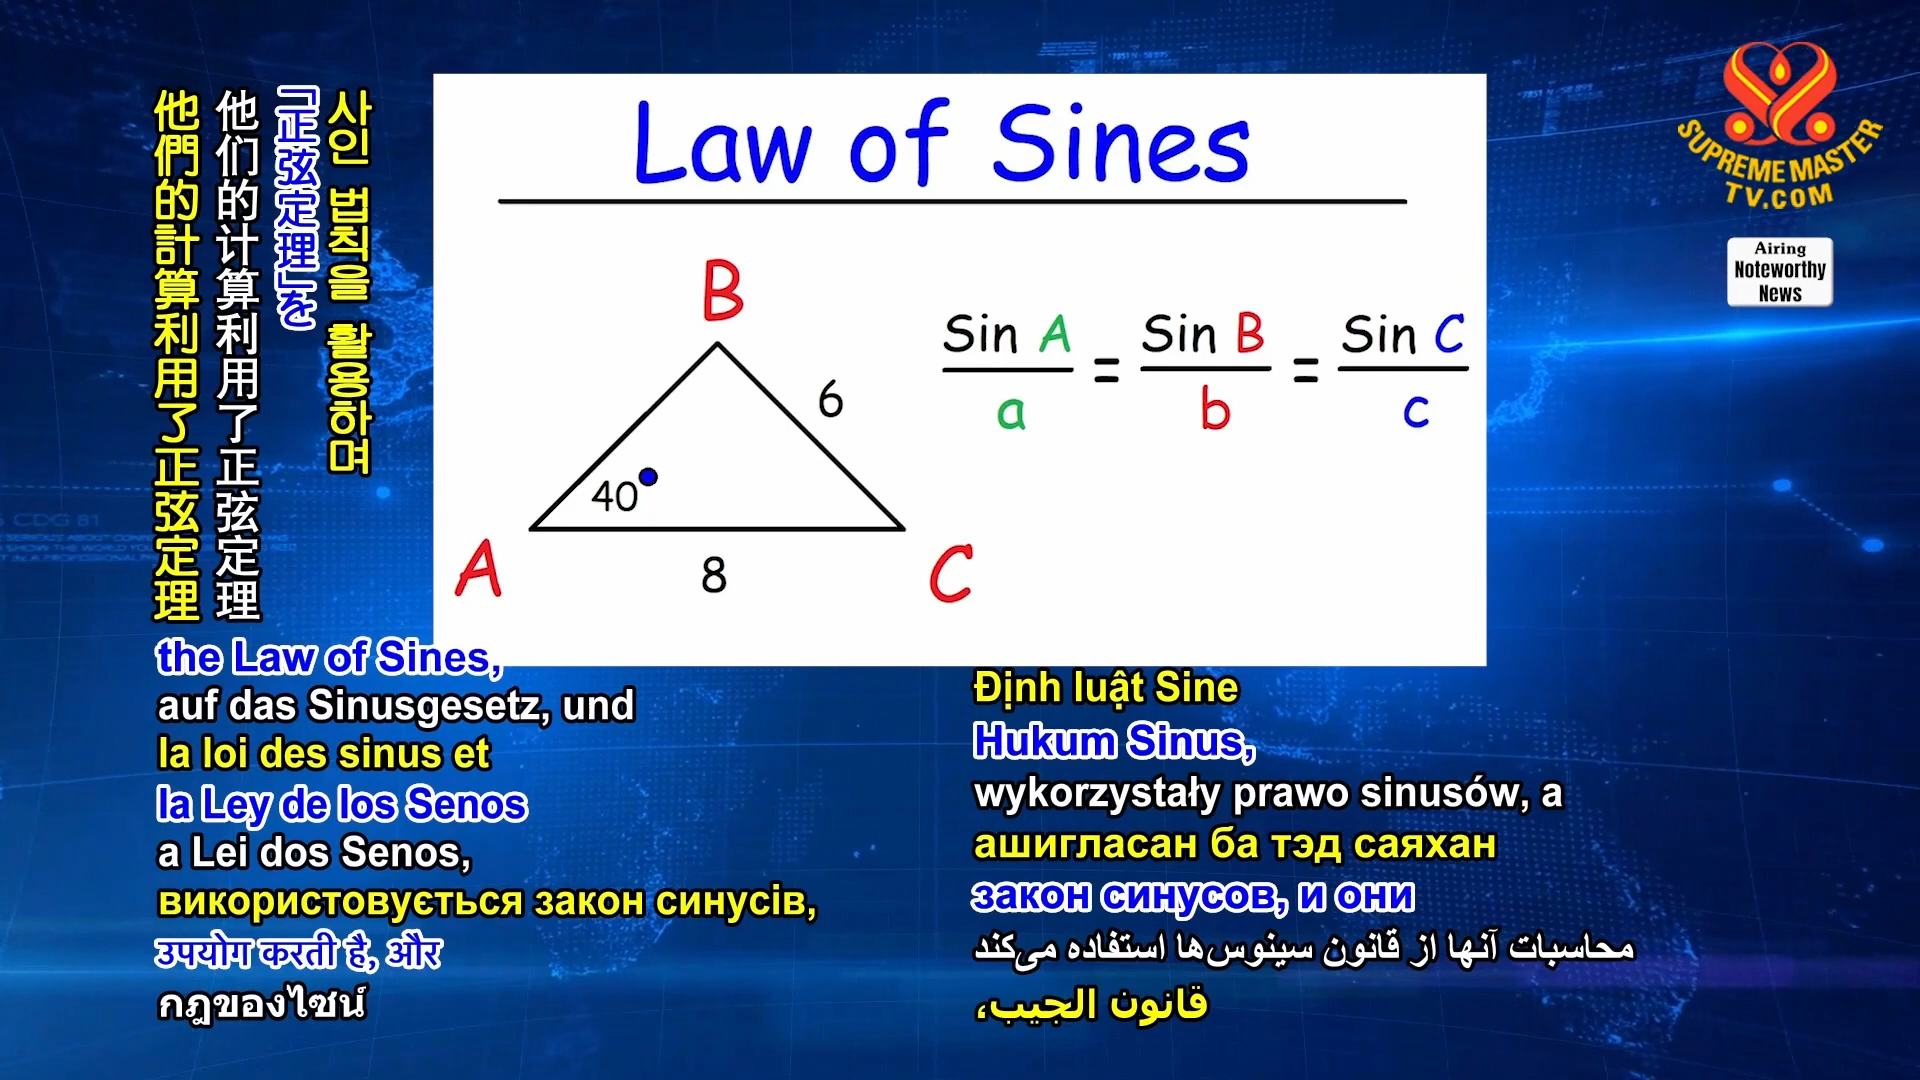 他們的計算利用了正弦定理
他们的计算利用了正弦定理
「正弦定理」を
사인 법칙을 활용하며
Law of Sines
B
6
40
A
8
C
Sin A
a
=
Sin B
b
=
Sin C
c
SUPREME MASTER
TV.COM
Airing
Noteworthy
News
the Law of Sines,
auf das Sinusgesetz, und
la loi des sinus et
la Ley de los Senos
a Lei dos Senos,
використовується закон синусів,
उपयोग करती है, और
กฎของไซน์
Định luật Sine
Hukum Sinus,
wykorzystały prawo sinusów, a
ашигласан ба тэд саяхан
закон синусов, и они
محاسبات آنها از قانون سینوس‌ها استفاده می‌کند
قانون الجيب،